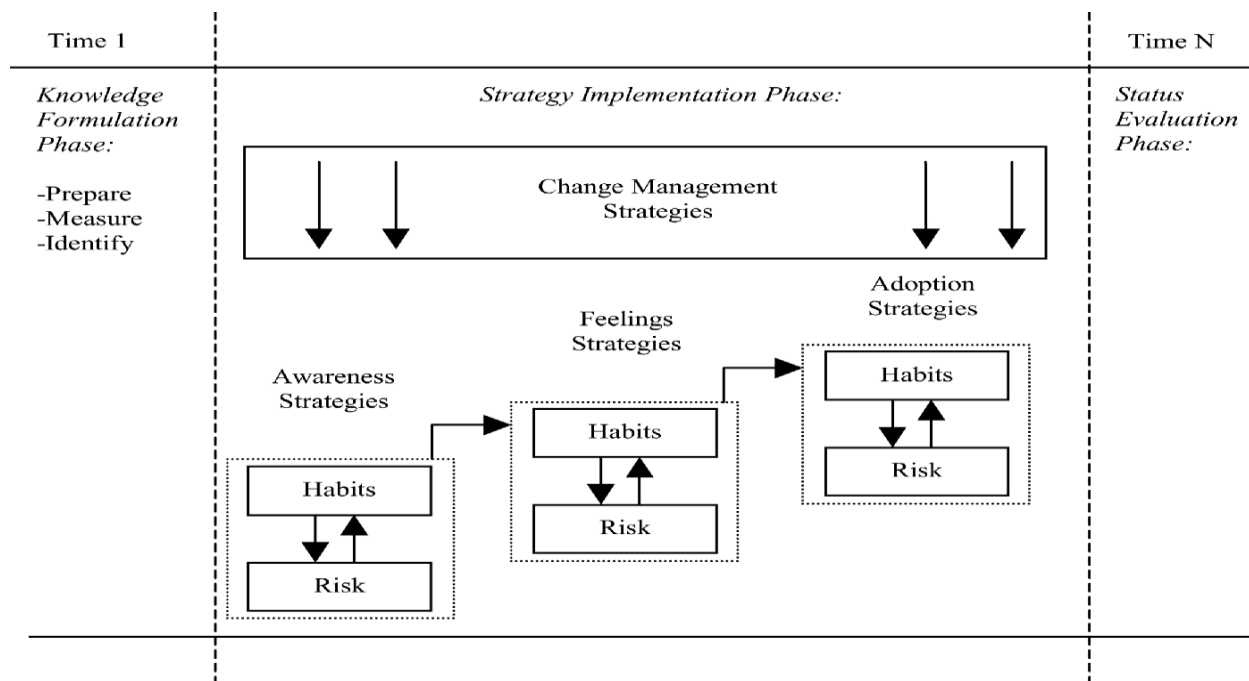 Time 1
Time N
Knowledge
Formulation
Phase:
-Prepare
-Measure
-Identify
Strategy Implementation Phase:
Status
Evaluation
Phase:
Change Management
Strategies
Awareness
Strategies
Habits
Risk
Feelings
Strategies
Habits
Risk
Adoption
Strategies
Habits
Risk